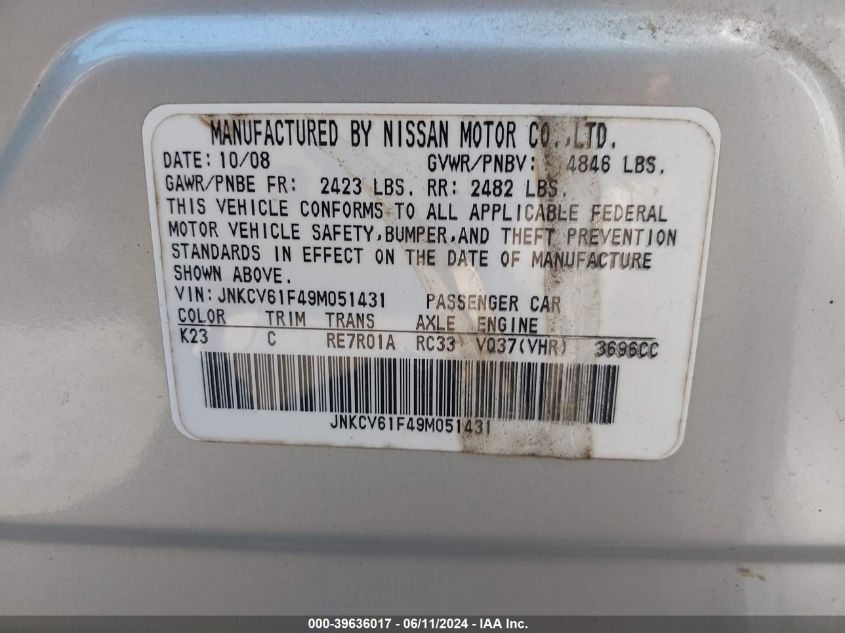 MANUFACTURED BY NISSAN MOTOR CO.,LTD.
DATE: 10/08 GVWR/PNBV: 4846 LBS.
GAWR/PNBE FR: 2423 LBS. RR: 2482 LBS.
THIS VEHICLE CONFORMS TO ALL APPLICABLE FEDERAL
MOTOR VEHICLE SAFETY,BUMPER,AND THEFT PREVENTION
STANDARDS IN EFFECT ON THE DATE OF MANUFACTURE
SHOWN ABOVE.
VIN: JNKCV61F49M051431 PASSENGER CAR
COLOR TRIM TRANS AXLE ENGINE
K23 C RE7R01A RC33 VQ37(VHR) 3696CC
JNKCV61F49M051431
000-39636017 - 06/11/2024 - IAA, Inc.